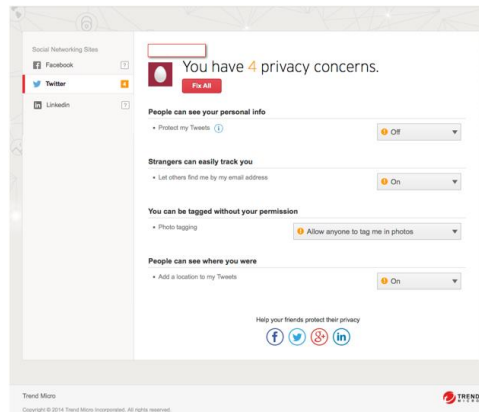 Social Networking Sites
Facebook
?
Twitter
4
Linkedin
?
You have 4 privacy concerns.
Fix All
People can see your personal info
• Protect my Tweets
Off
Strangers can easily track you
• Let others find me by my email address
On
You can be tagged without your permission
• Photo tagging
Allow anyone to tag me in photos
People can see where you were
• Add a location to my Tweets
On
Help your friends protect their privacy
Trend Micro
Copyright © 2014 Trend Micro Incorporated. All rights reserved.
TREND
MICRO